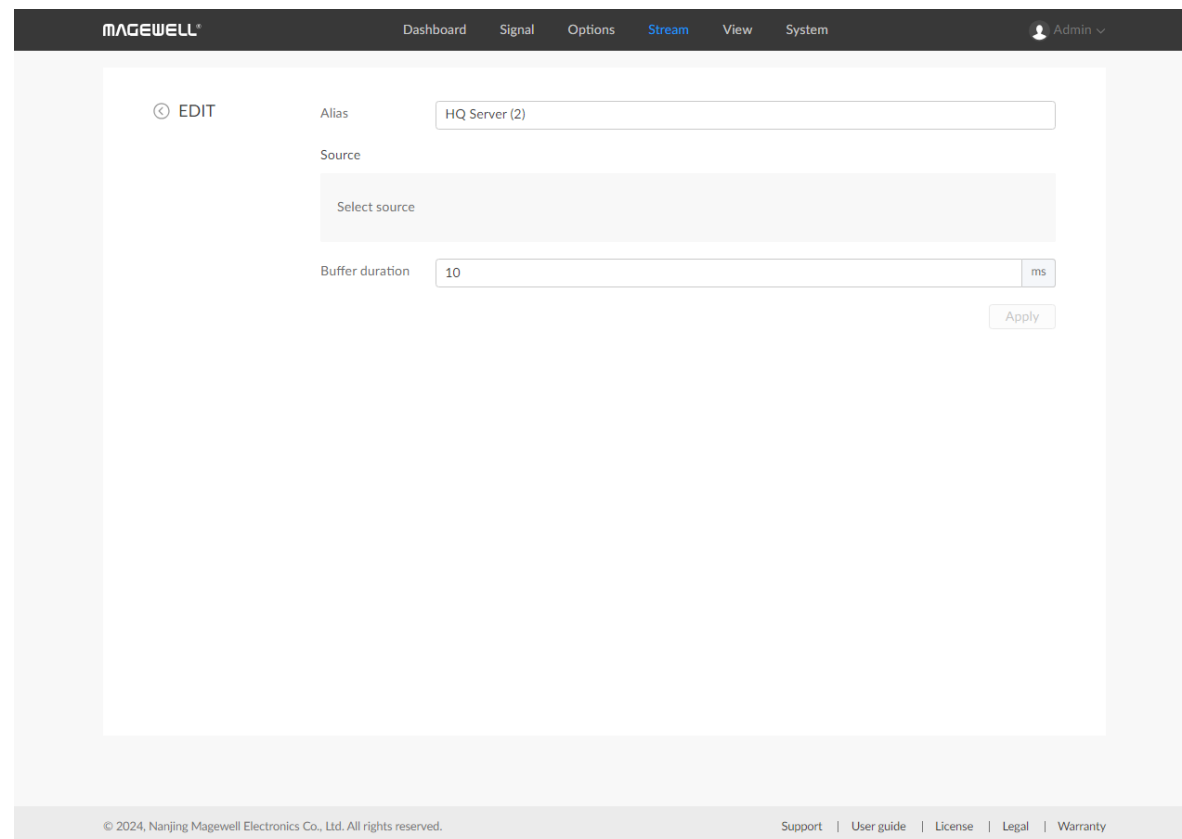 MAGEWELL®
Dashboard Signal Options Stream View System
Admin
EDIT
Alias HQ Server (2)
Source
Select source
Buffer duration 10 ms
Apply
© 2024, Nanjing Magewell Electronics Co., Ltd. All rights reserved.
Support | User guide | License | Legal | Warranty